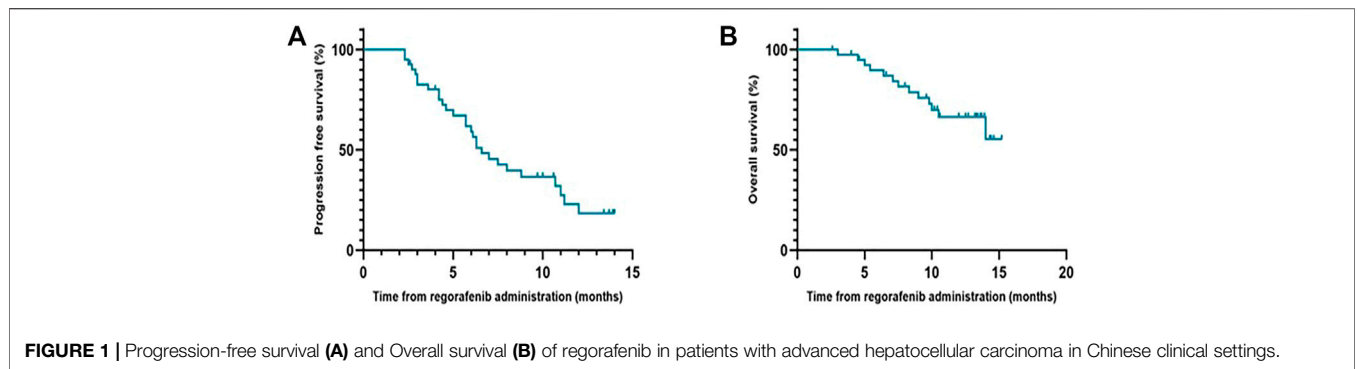 A
Progression free survival (%)
100
50
0
0 5 10 15
Time from regorafenib administration (months)
B
Overall survival (%)
100
50
0
0 5 10 15 20
Time from regorafenib administration (months)
FIGURE 1 | Progression-free survival (A) and Overall survival (B) of regorafenib in patients with advanced hepatocellular carcinoma in Chinese clinical settings.